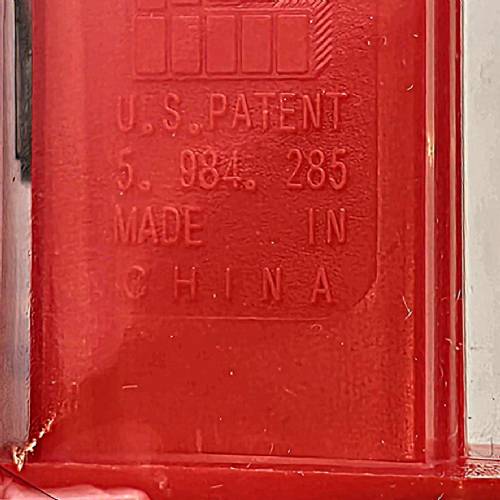 U.S.PATENT
5. 984. 285
MADE IN
CHINA